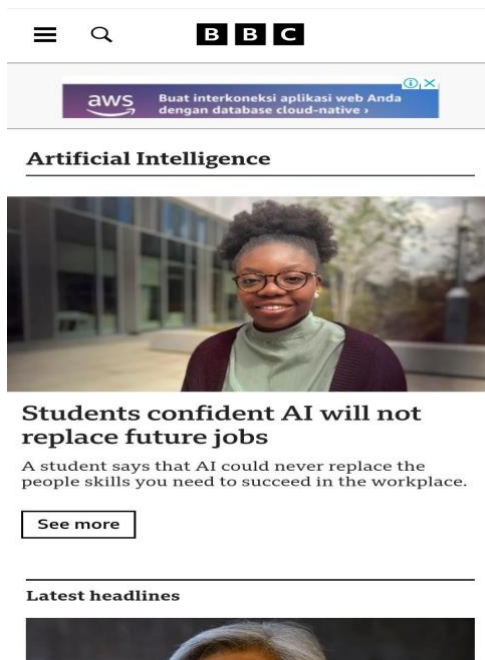 BBC
aws
Buat interkoneksi aplikasi web Anda
dengan database cloud-native ›
Artificial Intelligence
Students confident AI will not
replace future jobs
A student says that AI could never replace the
people skills you need to succeed in the workplace.
See more
Latest headlines